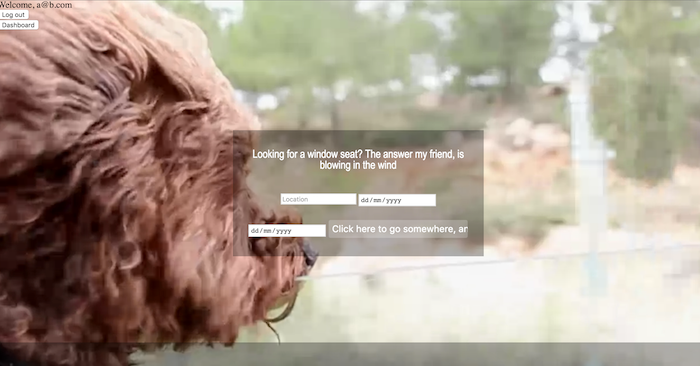 Welcome, a@b.com
Log out
Dashboard
Looking for a window seat? The answer my friend, is
blowing in the wind
Location
dd/mm/yyyy
dd/mm/yyyy
Click here to go somewhere, an